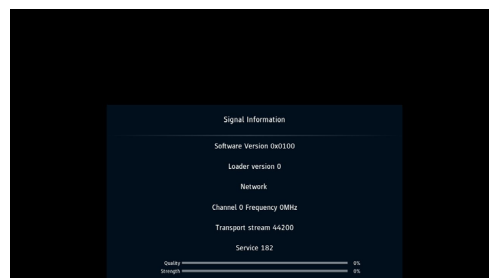 Signal Information
Software Version 0x0100
Loader version 0
Network
Channel 0 Frequency 0MHz
Transport stream 44200
Service 182
Quality 0%
Strength 0%